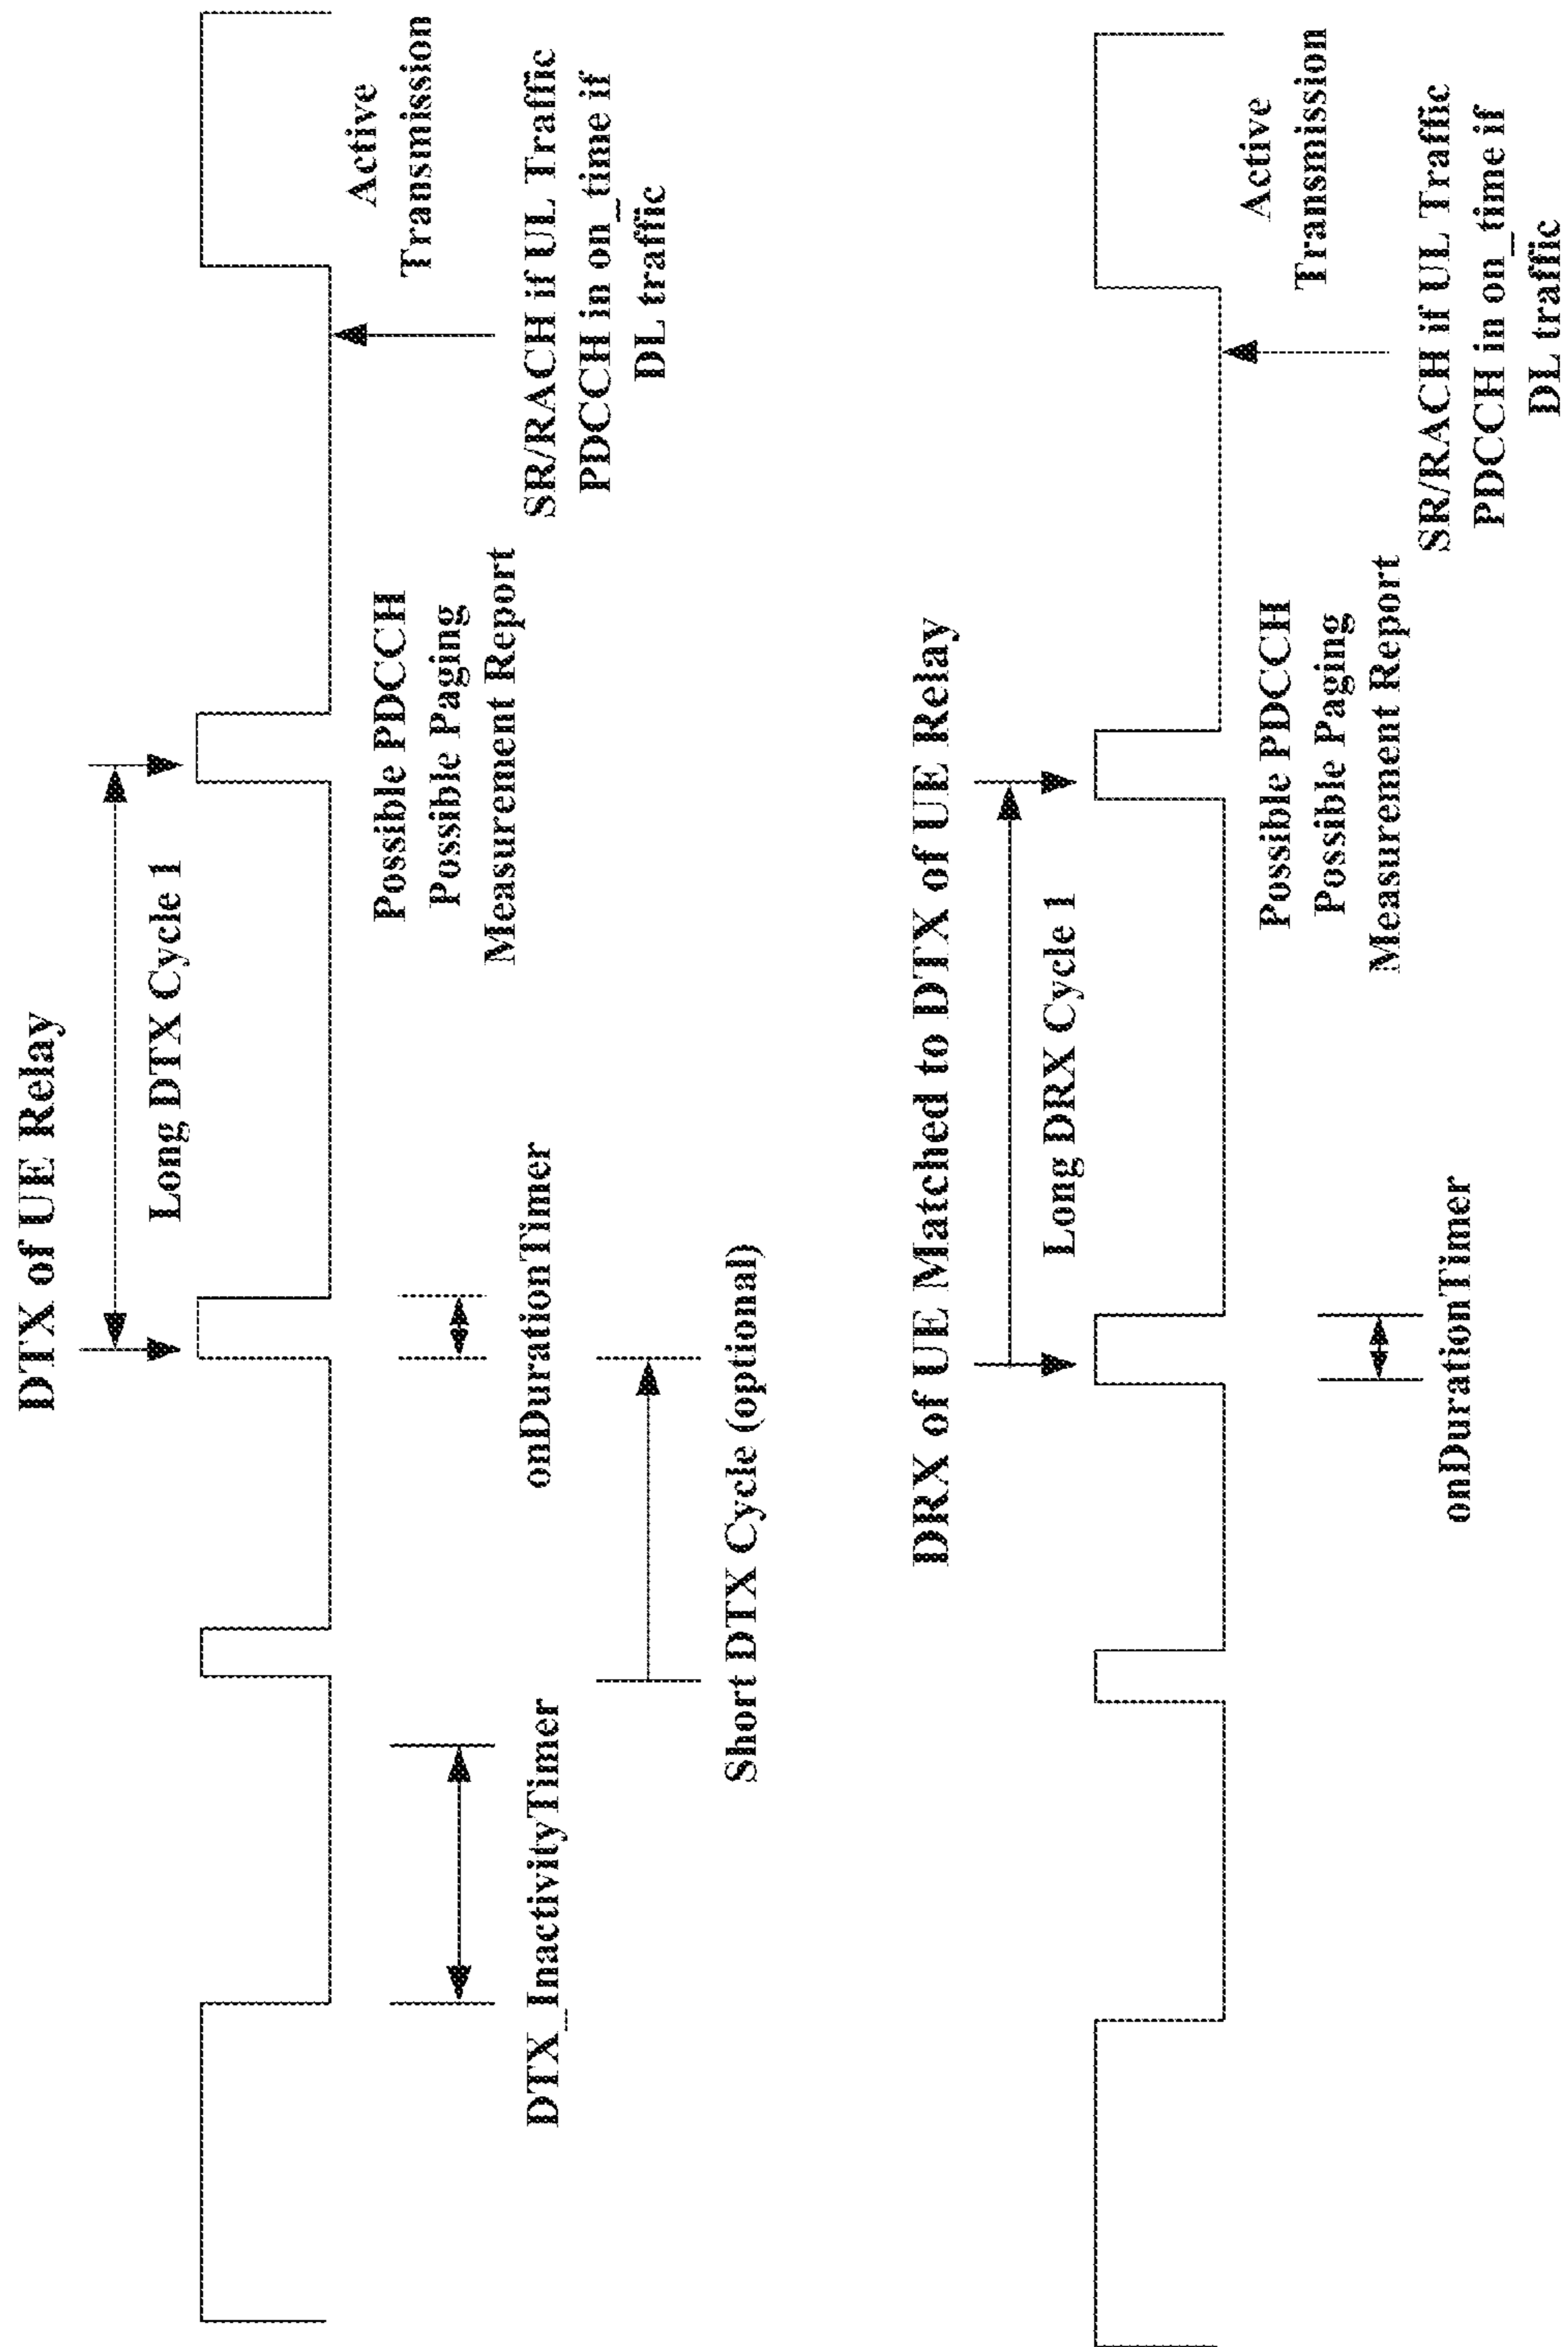 DTX of UE Relay
Long DTX Cycle 1
Active
Transmission
Possible PDCCH
Possible Paging
Measurement Report
onDurationTimer
DTX_InactivityTimer
SR/RACH if UL Traffic
PDCCH in on_time if
DL traffic
Short DTX Cycle (optional)
DRX of UE Matched to DTX of UE Relay
Long DRX Cycle 1
Active
Transmission
Possible PDCCH
Possible Paging
Measurement Report
onDurationTimer
SR/RACH if UL Traffic
PDCCH in on_time if
DL traffic